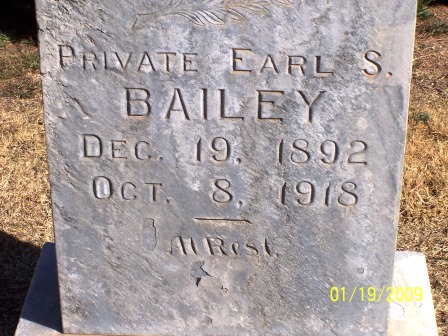 PRIVATE EARL S.
BAILEY
DEC. 19, 1892
OCT. 8, 1918
At Rest.
01/19/2009